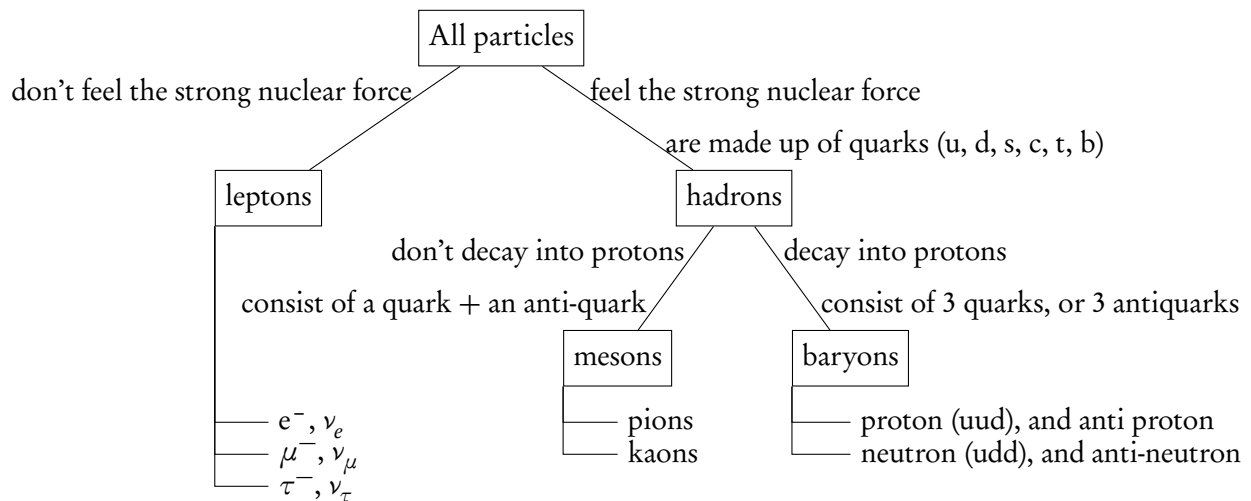 All particles
don't feel the strong nuclear force
feel the strong nuclear force
are made up of quarks (u, d, s, c, t, b)
leptons
hadrons
don't decay into protons
decay into protons
consist of a quark + an anti-quark
consist of 3 quarks, or 3 antiquarks
mesons
baryons
e⁻, νₑ
pions
proton (uud), and anti proton
μ⁻, ν_μ
kaons
neutron (udd), and anti-neutron
τ⁻, ν_τ